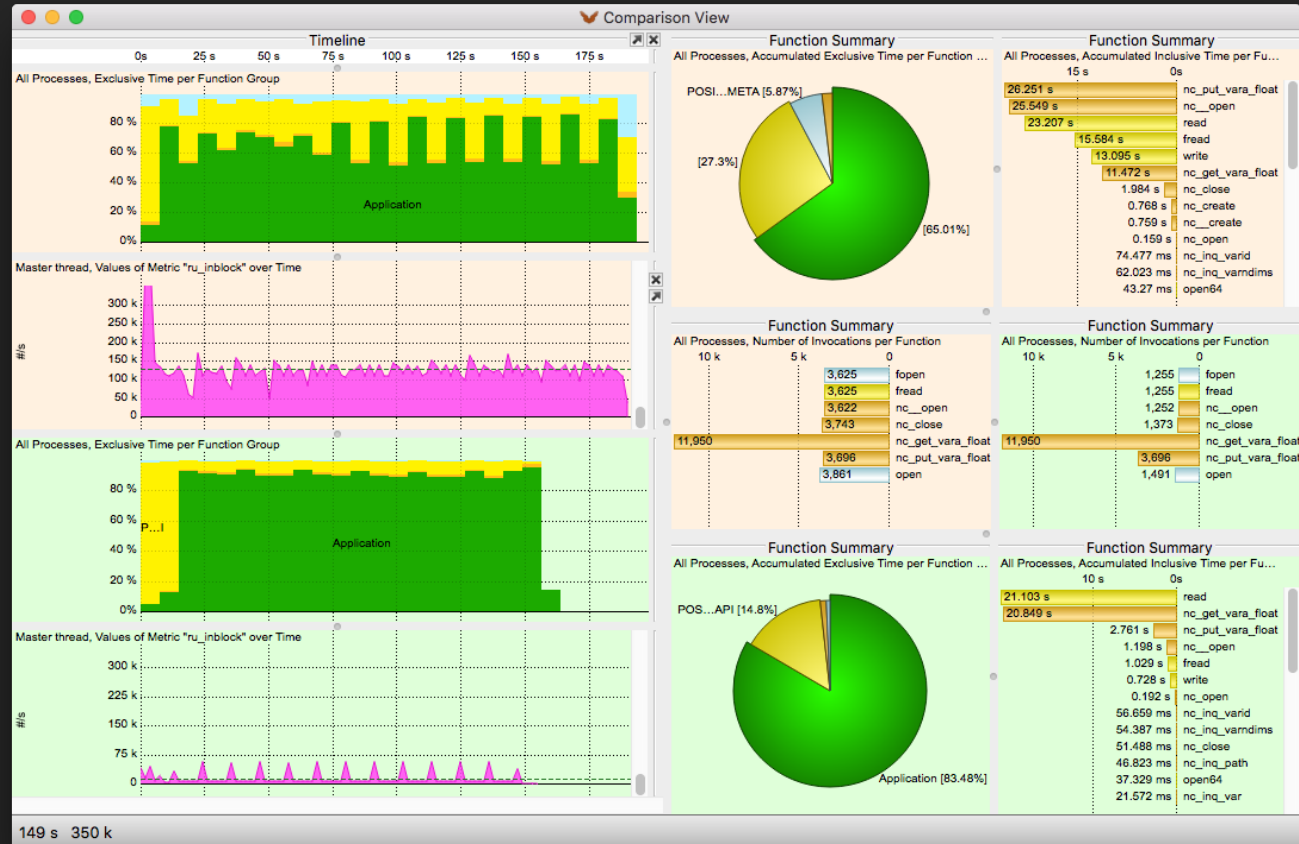 Comparison View
Timeline
0s 25 s 50 s 75 s 100 s 125 s 150 s 175 s
All Processes, Exclusive Time per Function Group
80 %
60 %
40 %
20 %
0%
Application
Master thread, Values of Metric "ru_inblock" over Time
300 k
250 k
200 k
150 k
100 k
50 k
0
#/s
All Processes, Exclusive Time per Function Group
80 %
60 %
40 %
20 %
0%
P…I
Application
Master thread, Values of Metric "ru_inblock" over Time
300 k
225 k
150 k
75 k
0
#/s
Function Summary
All Processes, Accumulated Exclusive Time per Function ...
POSI…META [5.87%]
[27.3%]
[65.01%]
Function Summary
All Processes, Accumulated Inclusive Time per Fu…
15 s 0s
26.251 s nc_put_vara_float
25.549 s nc__open
23.207 s read
15.584 s fread
13.095 s write
11.472 s nc_get_vara_float
1.984 s nc_close
0.768 s nc_create
0.759 s nc__create
0.159 s nc_open
74.477 ms nc_inq_varid
62.023 ms nc_inq_varndims
43.27 ms open64
Function Summary
All Processes, Number of Invocations per Function
10 k 5 k 0
3,625 fopen
3,625 fread
3,622 nc__open
3,743 nc_close
11,950 nc_get_vara_float
3,696 nc_put_vara_float
3,861 open
Function Summary
All Processes, Number of Invocations per Function
10 k 5 k 0
1,255 fopen
1,255 fread
1,252 nc__open
1,373 nc_close
11,950 nc_get_vara_float
3,696 nc_put_vara_float
1,491 open
Function Summary
All Processes, Accumulated Exclusive Time per Function ...
POS…API [14.8%]
Application [83.48%]
Function Summary
All Processes, Accumulated Inclusive Time per Fu…
10 s 0s
21.103 s read
20.849 s nc_get_vara_float
2.761 s nc_put_vara_float
1.198 s nc__open
1.029 s fread
0.728 s write
0.192 s nc_open
56.659 ms nc_inq_varid
54.387 ms nc_inq_varndims
51.488 ms nc_close
46.823 ms nc_inq_path
37.329 ms open64
21.572 ms nc_inq_var
149 s 350 k